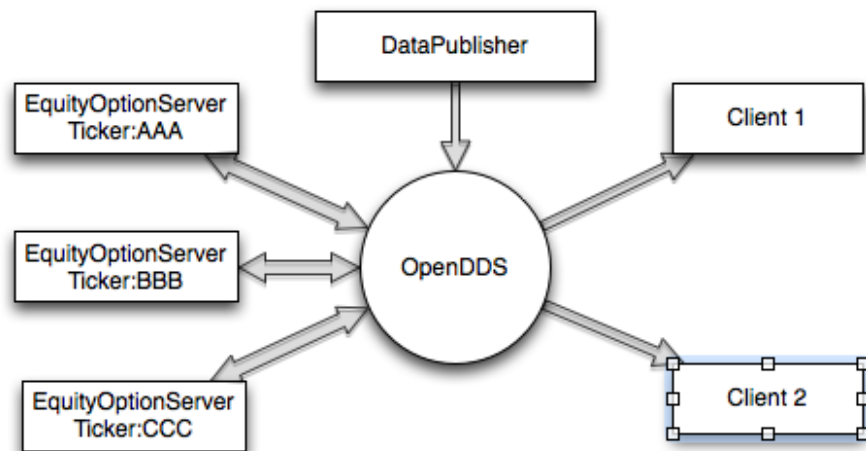 DataPublisher
EquityOptionServer
Ticker:AAA
Client 1
EquityOptionServer
Ticker:BBB
OpenDDS
EquityOptionServer
Ticker:CCC
Client 2